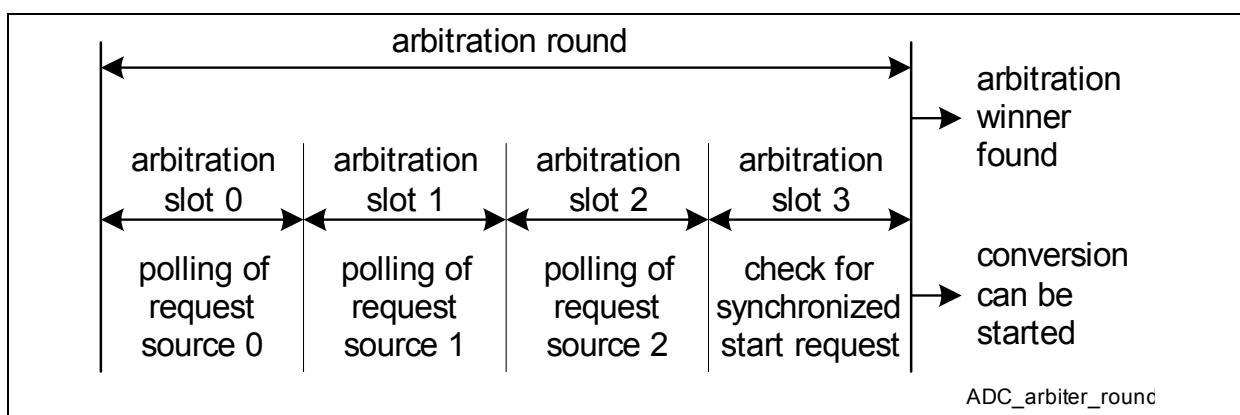 arbitration round
arbitration
winner
found
arbitration
slot 0
arbitration
slot 1
arbitration
slot 2
arbitration
slot 3
polling of
request
source 0
polling of
request
source 1
polling of
request
source 2
check for
synchronized
start request
conversion
can be
started
ADC_arbiter_round